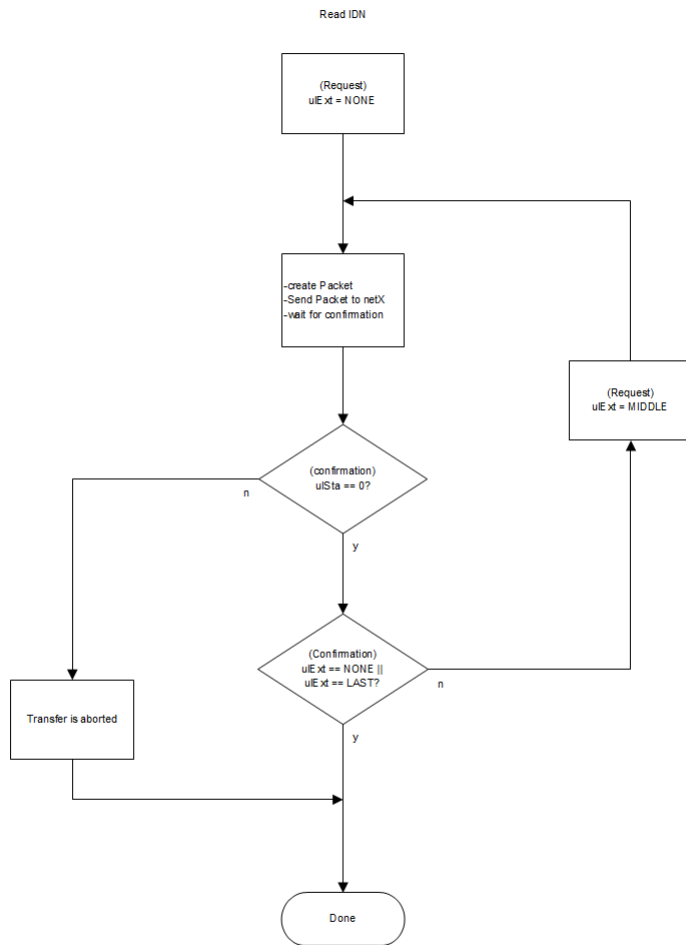 Read IDN
(Request)
ulExt = NONE
-create Packet
-Send Packet to netX
-wait for confirmation
(Request)
ulExt = MIDDLE
(confirmation)
ulSta == 0?
n
y
(Confirmation)
ulExt == NONE ||
ulExt == LAST?
n
Transfer is aborted
y
Done